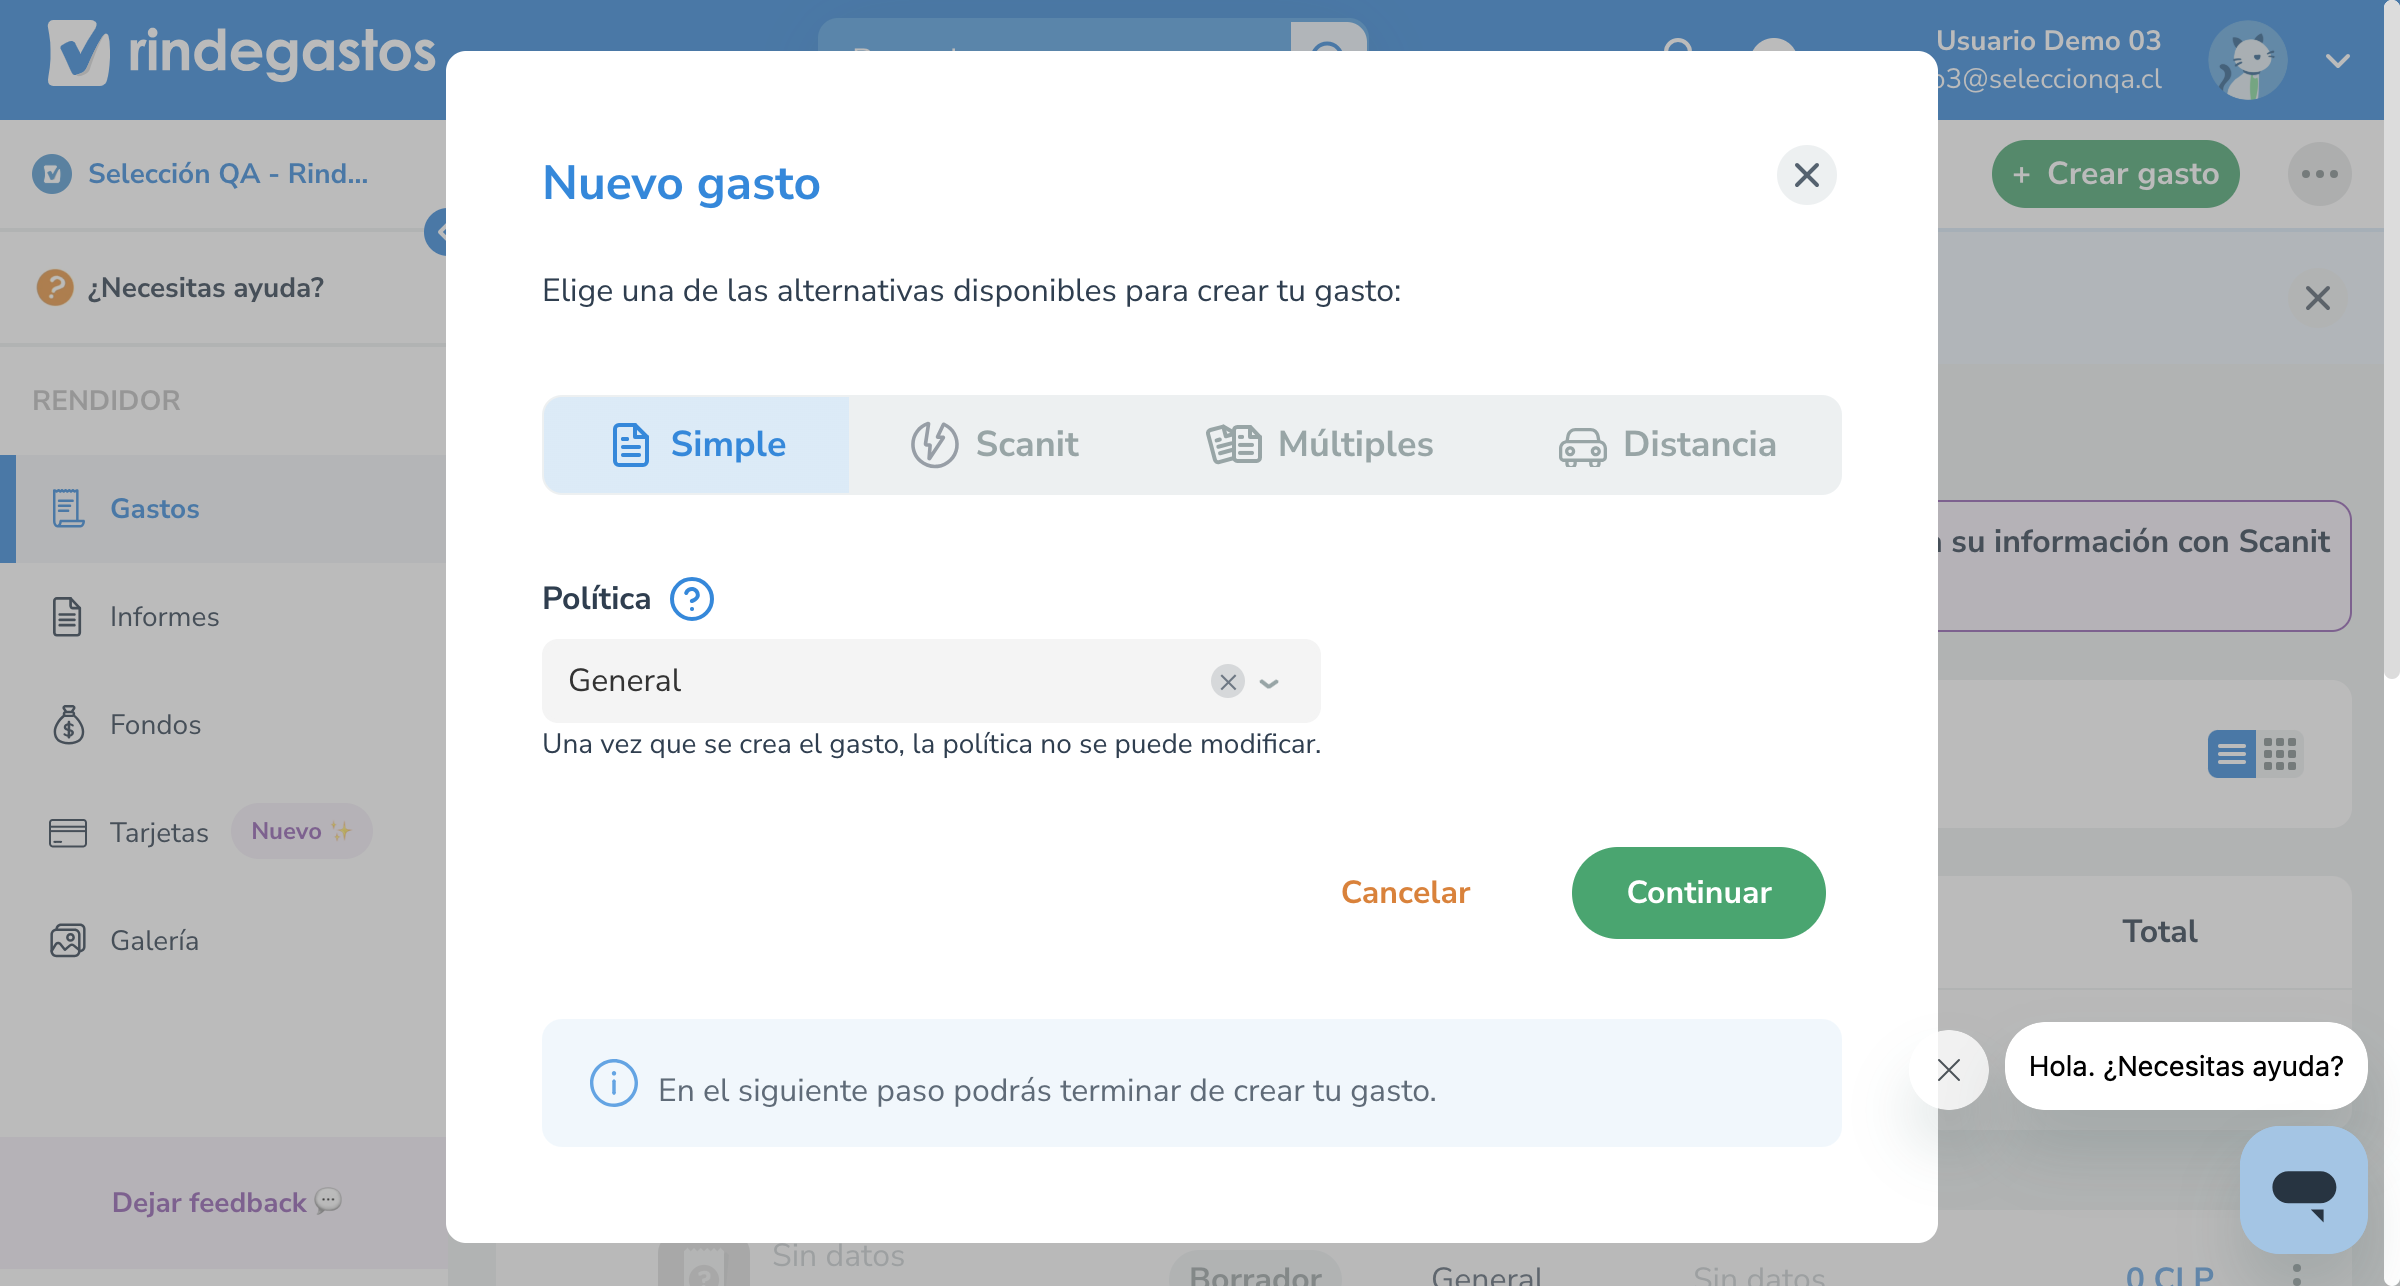 rindegastos
Usuario Demo 03
o3@seleccionqa.cl
Selección QA - Rind...
+ Crear gasto
¿Necesitas ayuda?
RENDIDOR
Gastos
Informes
Fondos
Tarjetas
Nuevo ✨
Galería
Dejar feedback 💬
Nuevo gasto
Elige una de las alternativas disponibles para crear tu gasto:
Simple
Scanit
Múltiples
Distancia
Política
General
Una vez que se crea el gasto, la política no se puede modificar.
Cancelar
Continuar
En el siguiente paso podrás terminar de crear tu gasto.
su información con Scanit
Total
Hola. ¿Necesitas ayuda?
Sin datos
Borrador
General
Sin datos
0 CLP